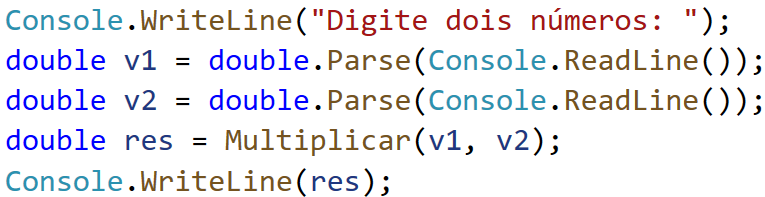 Console.WriteLine("Digite dois números: ");
double v1 = double.Parse(Console.ReadLine());
double v2 = double.Parse(Console.ReadLine());
double res = Multiplicar(v1, v2);
Console.WriteLine(res);